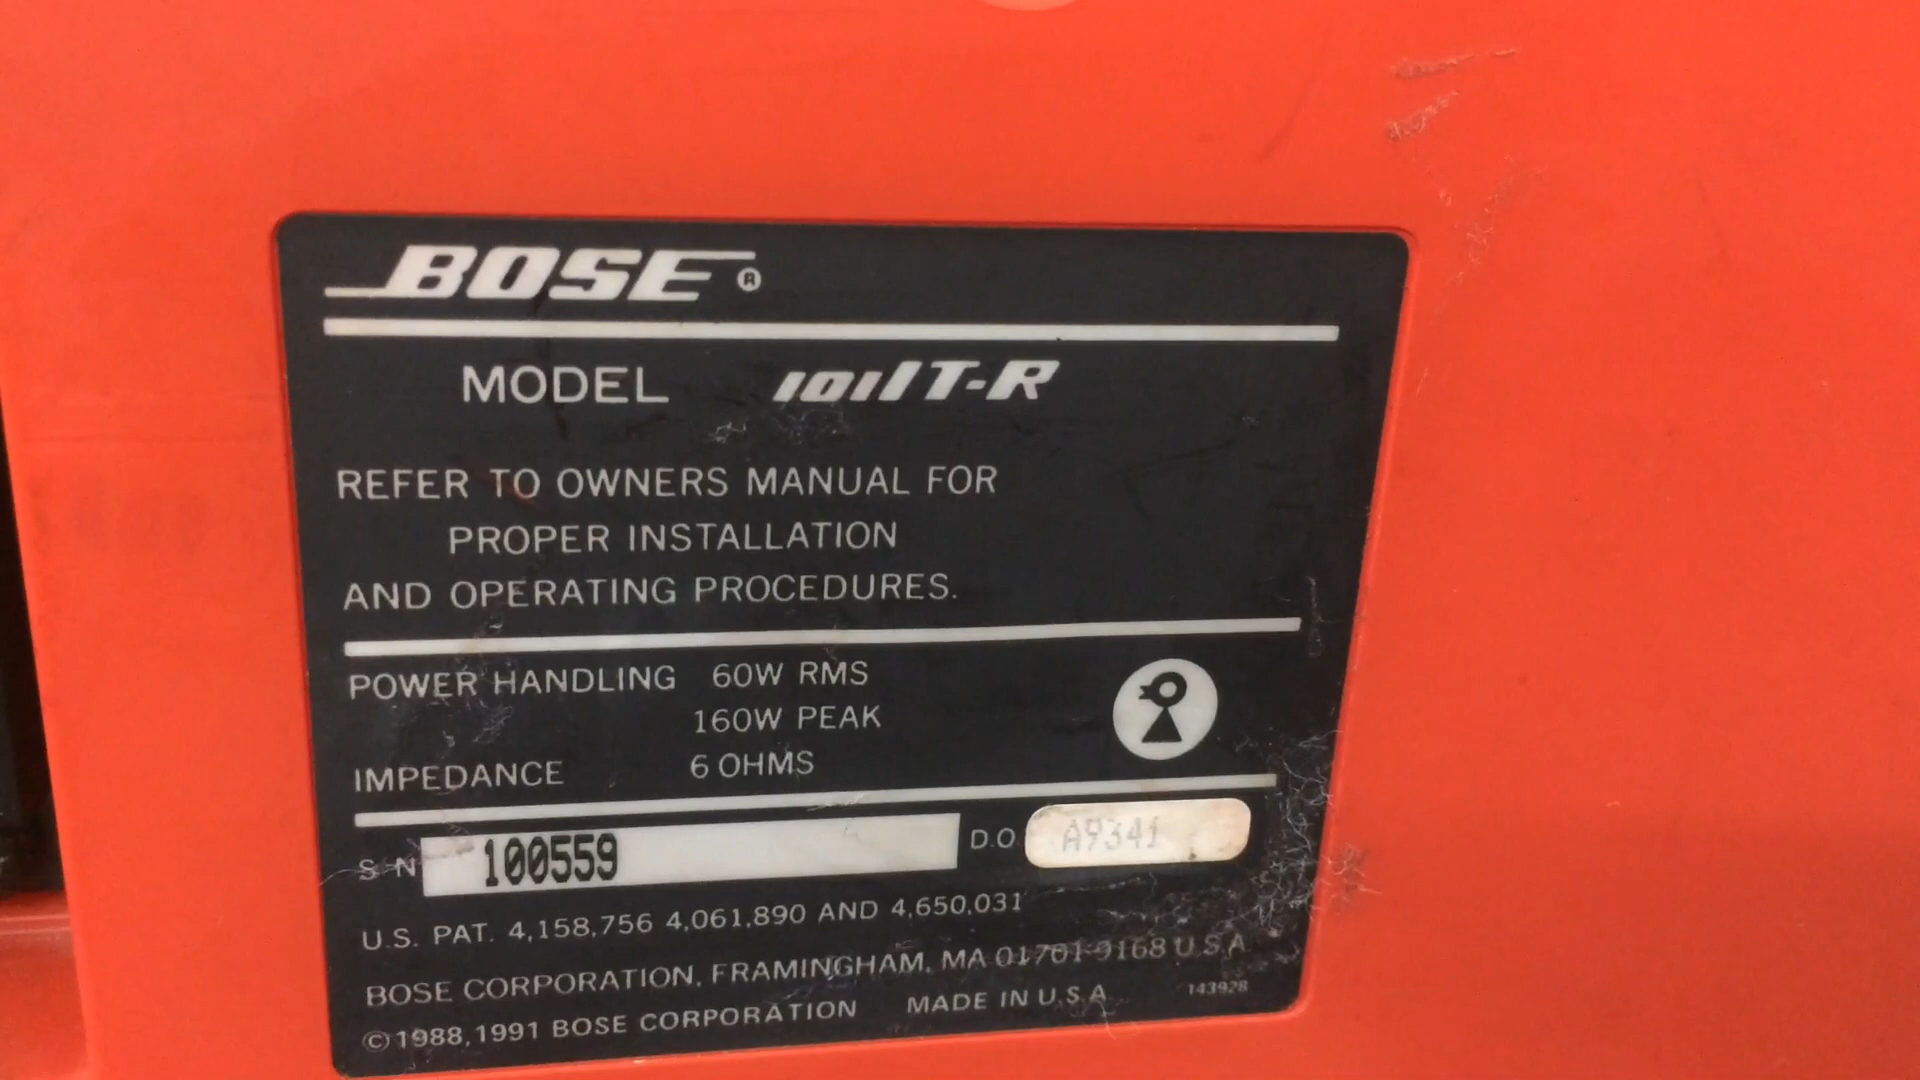 BOSE®
MODEL 101IT-R
REFER TO OWNERS MANUAL FOR
PROPER INSTALLATION
AND OPERATING PROCEDURES.
POWER HANDLING 60W RMS
160W PEAK
IMPEDANCE 6 OHMS
S N 100559 D.O A9341
U.S. PAT. 4,158,756 4,061,890 AND 4,650,031
BOSE CORPORATION, FRAMINGHAM, MA 01701-9168 U.S.A
©1988,1991 BOSE CORPORATION MADE IN U.S.A 143928